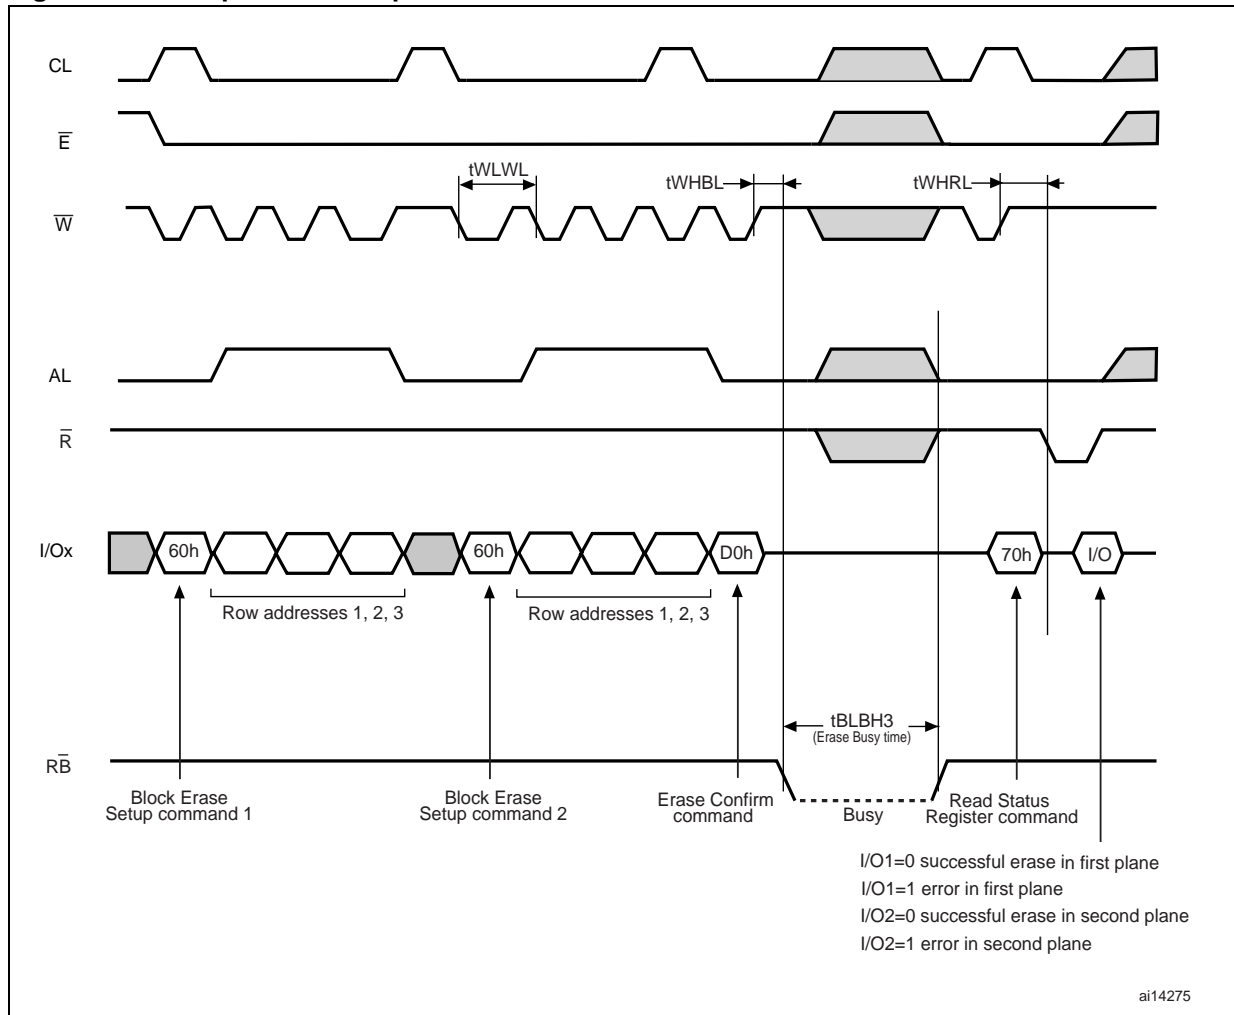 CL
E̅
tWLWL
tWHBL
tWHRL
W̅
AL
R̅
I/Ox
60h
60h
D0h
70h
I/O
Row addresses 1, 2, 3
Row addresses 1, 2, 3
tBLBH3
(Erase Busy time)
RB̅
Block Erase
Setup command 1
Block Erase
Setup command 2
Erase Confirm
command
Busy
Read Status
Register command
I/O1=0 successful erase in first plane
I/O1=1 error in first plane
I/O2=0 successful erase in second plane
I/O2=1 error in second plane
ai14275